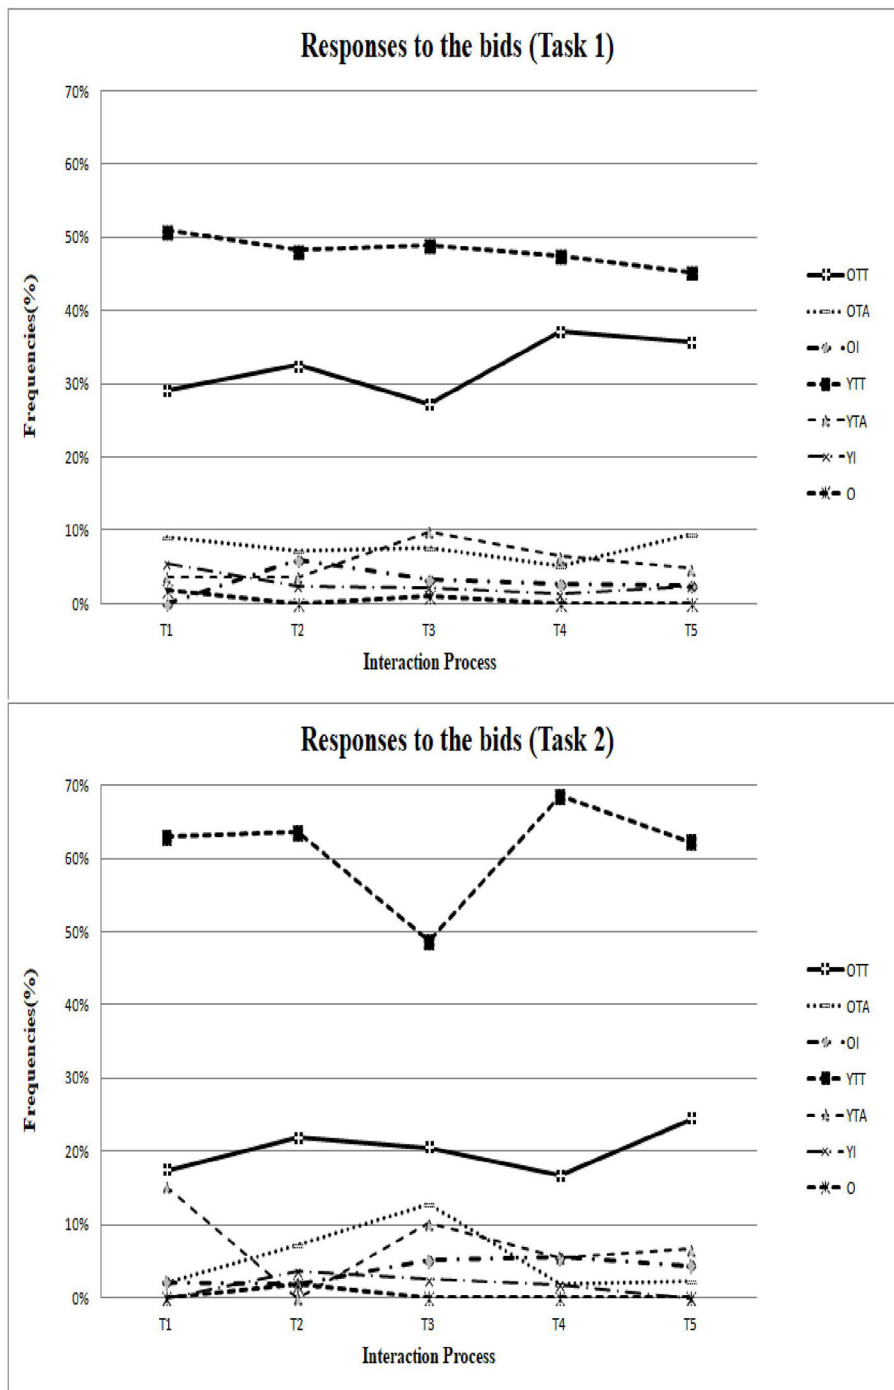 Responses to the bids (Task 1)
70%
60%
50%
40%
30%
20%
10%
0%
Frequencies(%)
T1 T2 T3 T4 T5
Interaction Process
OTT
OTA
OI
YTT
YTA
YI
O
Responses to the bids (Task 2)
70%
60%
50%
40%
30%
20%
10%
0%
Frequencies(%)
T1 T2 T3 T4 T5
Interaction Process
OTT
OTA
OI
YTT
YTA
YI
O